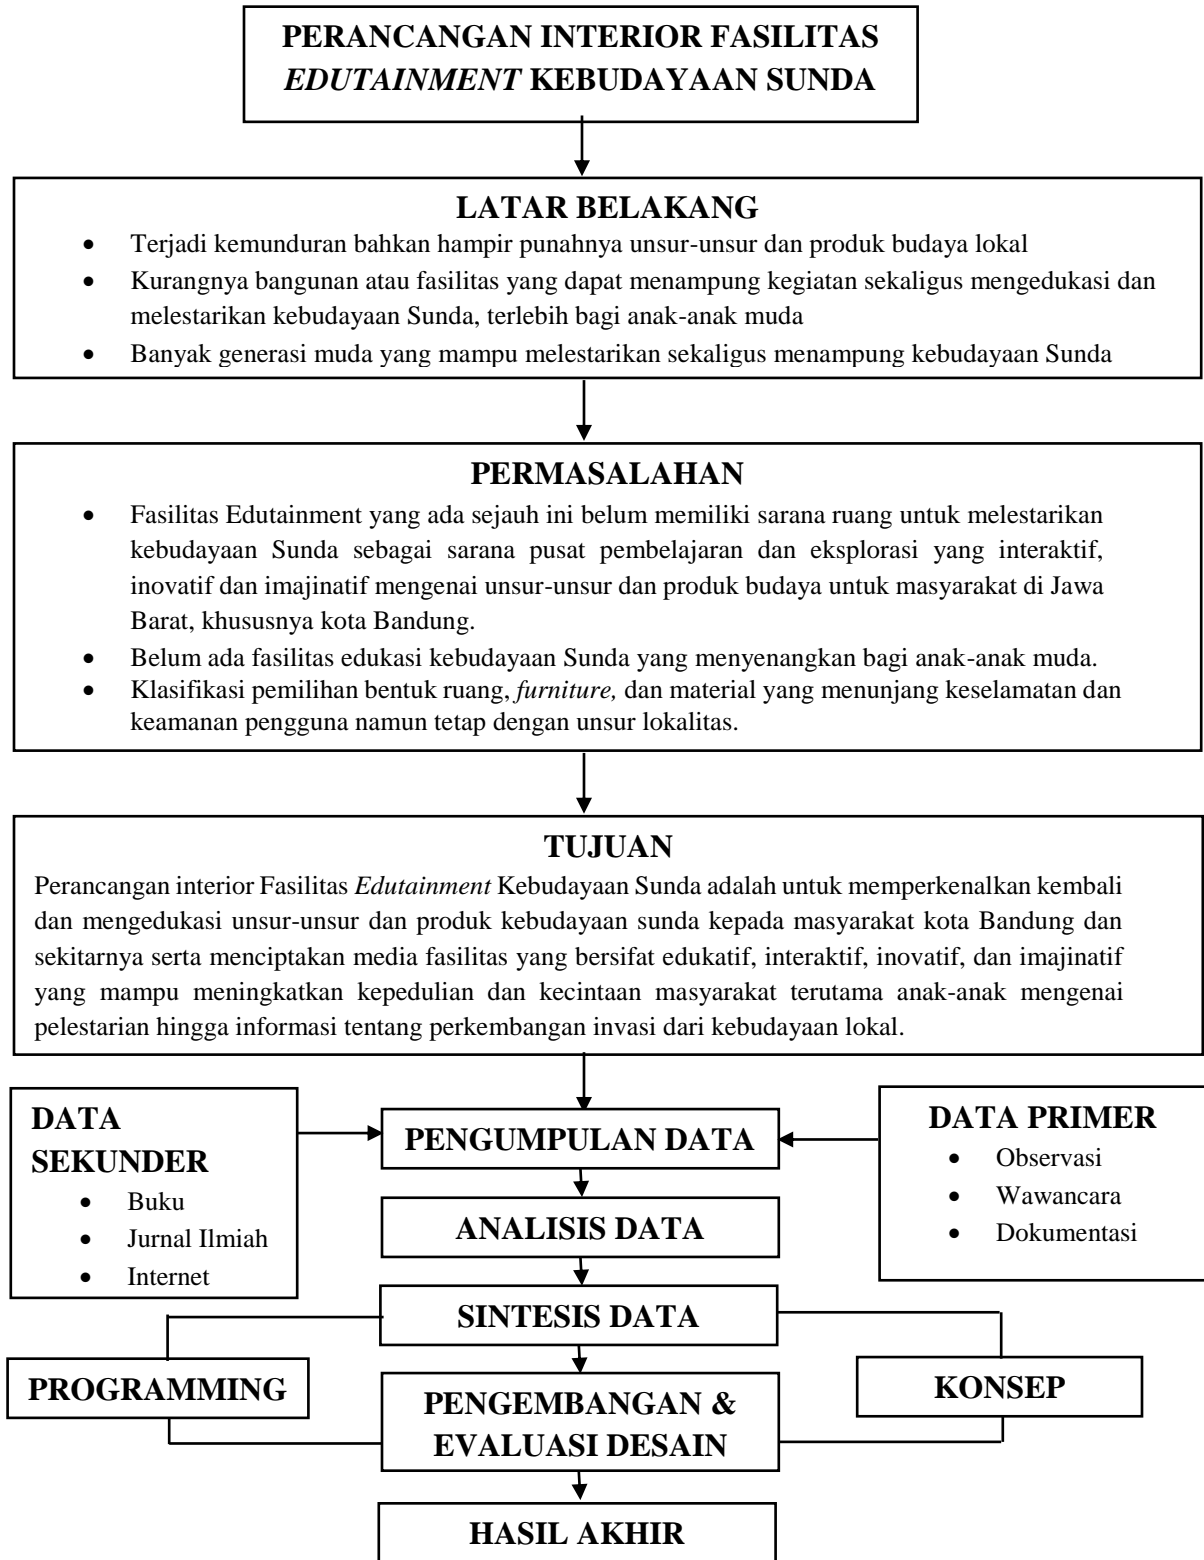 PERANCANGAN INTERIOR FASILITAS
EDUTAINMENT KEBUDAYAAN SUNDA
LATAR BELAKANG
• Terjadi kemunduran bahkan hampir punahnya unsur-unsur dan produk budaya lokal
• Kurangnya bangunan atau fasilitas yang dapat menampung kegiatan sekaligus mengedukasi dan
melestarikan kebudayaan Sunda, terlebih bagi anak-anak muda
• Banyak generasi muda yang mampu melestarikan sekaligus menampung kebudayaan Sunda
PERMASALAHAN
• Fasilitas Edutainment yang ada sejauh ini belum memiliki sarana ruang untuk melestarikan
kebudayaan Sunda sebagai sarana pusat pembelajaran dan eksplorasi yang interaktif,
inovatif dan imajinatif mengenai unsur-unsur dan produk budaya untuk masyarakat di Jawa
Barat, khususnya kota Bandung.
• Belum ada fasilitas edukasi kebudayaan Sunda yang menyenangkan bagi anak-anak muda.
• Klasifikasi pemilihan bentuk ruang, furniture, dan material yang menunjang keselamatan dan
keamanan pengguna namun tetap dengan unsur lokalitas.
TUJUAN
Perancangan interior Fasilitas Edutainment Kebudayaan Sunda adalah untuk memperkenalkan kembali
dan mengedukasi unsur-unsur dan produk kebudayaan sunda kepada masyarakat kota Bandung dan
sekitarnya serta menciptakan media fasilitas yang bersifat edukatif, interaktif, inovatif, dan imajinatif
yang mampu meningkatkan kepedulian dan kecintaan masyarakat terutama anak-anak mengenai
pelestarian hingga informasi tentang perkembangan invasi dari kebudayaan lokal.
DATA
SEKUNDER
• Buku
• Jurnal Ilmiah
• Internet
PENGUMPULAN DATA
DATA PRIMER
• Observasi
• Wawancara
• Dokumentasi
ANALISIS DATA
SINTESIS DATA
PROGRAMMING
KONSEP
PENGEMBANGAN &
EVALUASI DESAIN
HASIL AKHIR